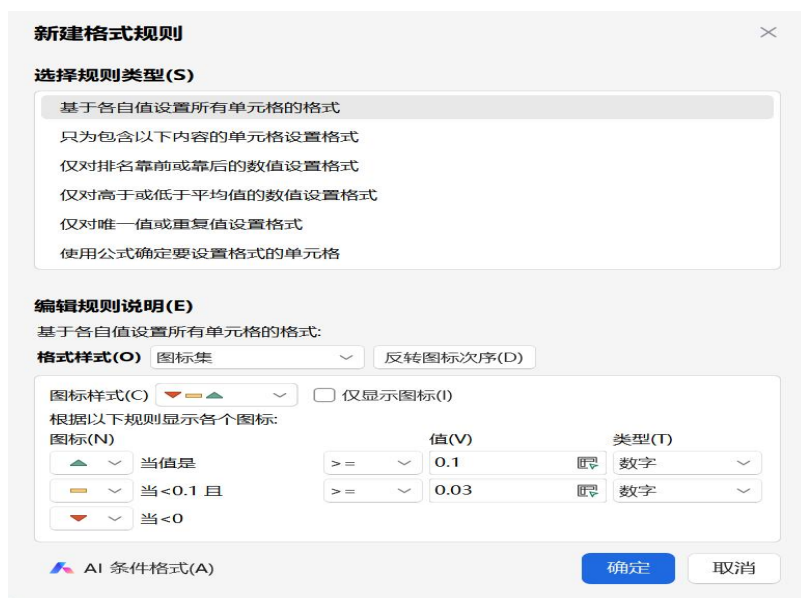 新建格式规则
选择规则类型(S)
基于各自值设置所有单元格的格式
只为包含以下内容的单元格设置格式
仅对排名靠前或靠后的数值设置格式
仅对高于或低于平均值的数值设置格式
仅对唯一值或重复值设置格式
使用公式确定要设置格式的单元格
编辑规则说明(E)
基于各自值设置所有单元格的格式:
格式样式(O) 图标集 反转图标次序(D)
图标样式(C) 仅显示图标(I)
根据以下规则显示各个图标:
图标(N) 值(V) 类型(T)
当值是 >= 0.1 数字
当<0.1 且 >= 0.03 数字
当<0
AI 条件格式(A) 确定 取消